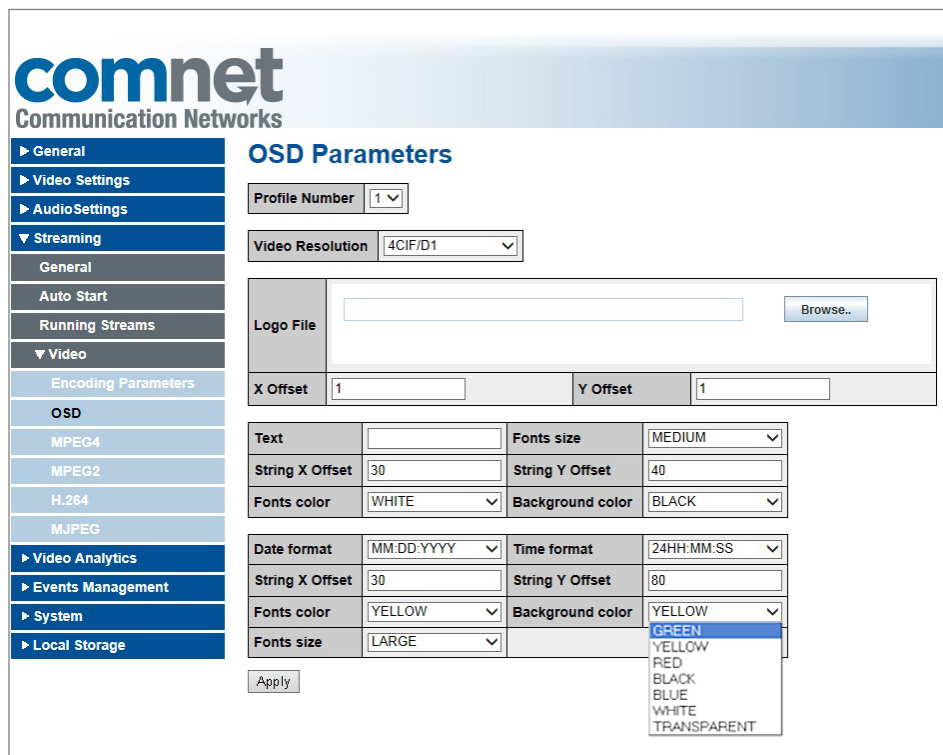 comnet
Communication Networks
General
Video Settings
AudioSettings
Streaming
General
Auto Start
Running Streams
Video
Encoding Parameters
OSD
MPEG4
MPEG2
H.264
MJPEG
Video Analytics
Events Management
System
Local Storage
OSD Parameters
Profile Number 1
Video Resolution 4CIF/D1
Logo File Browse..
X Offset 1 Y Offset 1
Text Fonts size MEDIUM
String X Offset 30 String Y Offset 40
Fonts color WHITE Background color BLACK
Date format MM:DD:YYYY Time format 24HH:MM:SS
String X Offset 30 String Y Offset 80
Fonts color YELLOW Background color YELLOW
Fonts size LARGE
GREEN
YELLOW
RED
BLACK
BLUE
WHITE
TRANSPARENT
Apply